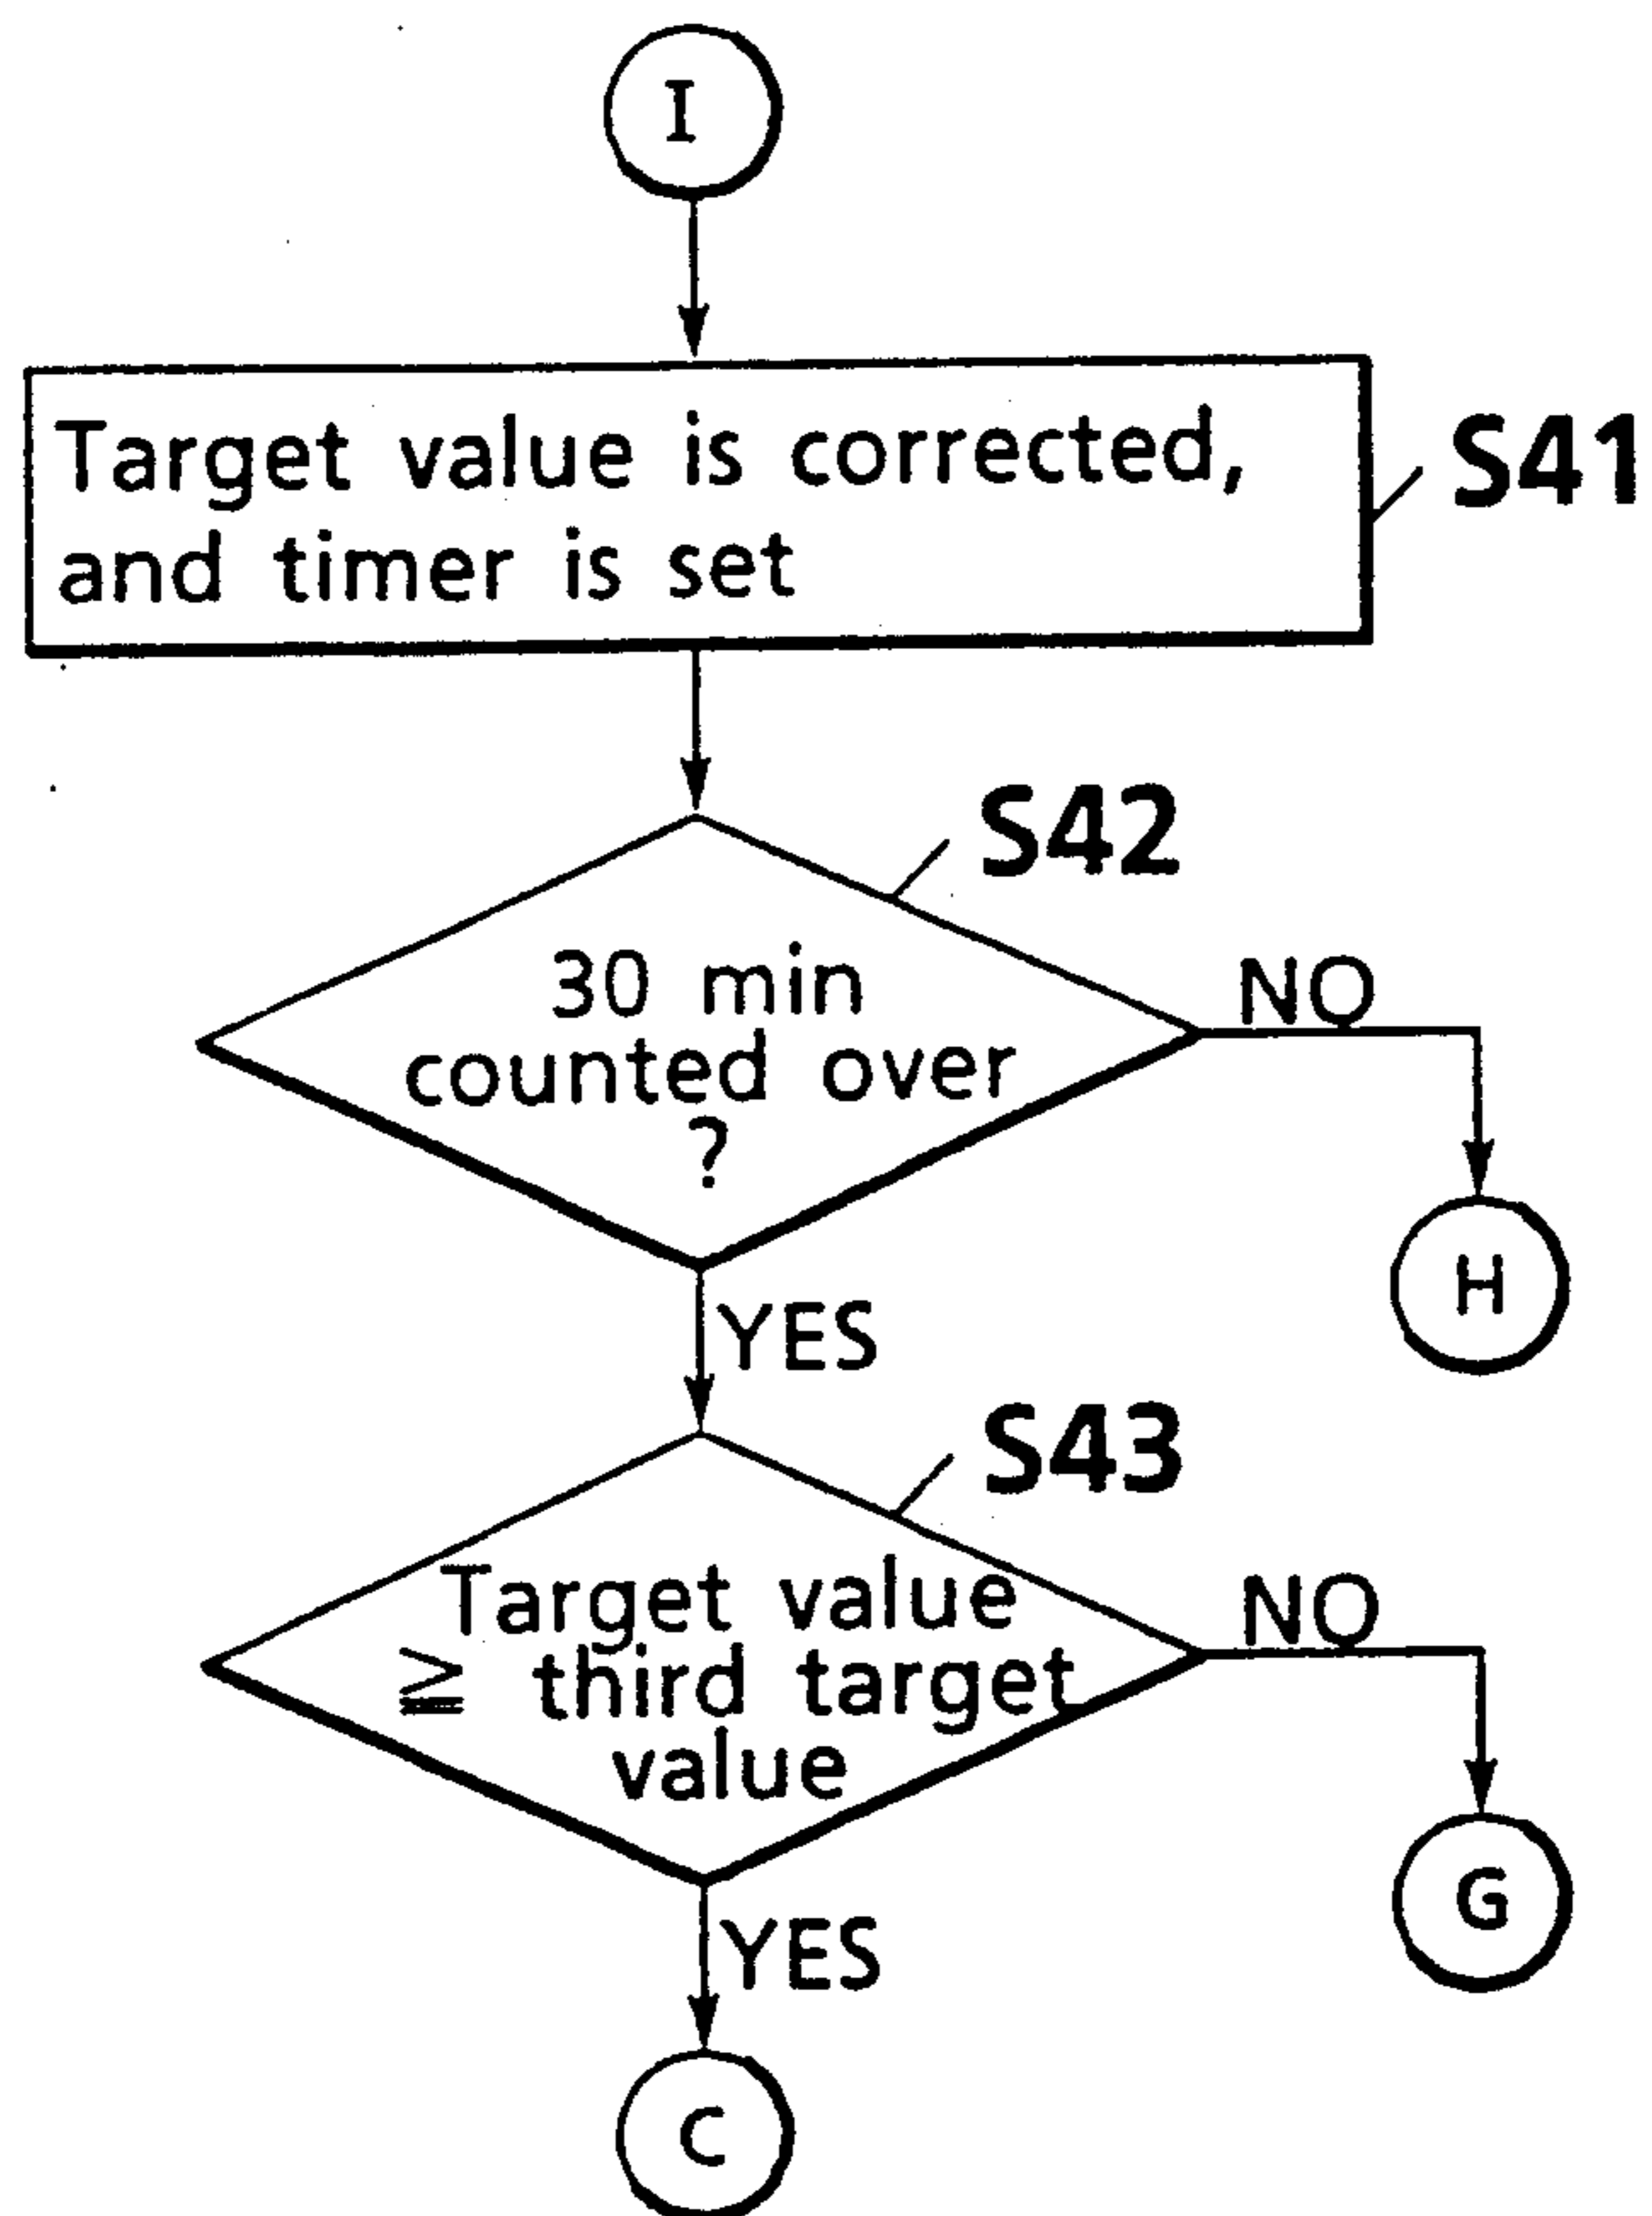 I
Target value is corrected,
and timer is set
S41
S42
30 min
counted over
?
NO
H
YES
S43
Target value
≧ third target
value
NO
G
YES
C